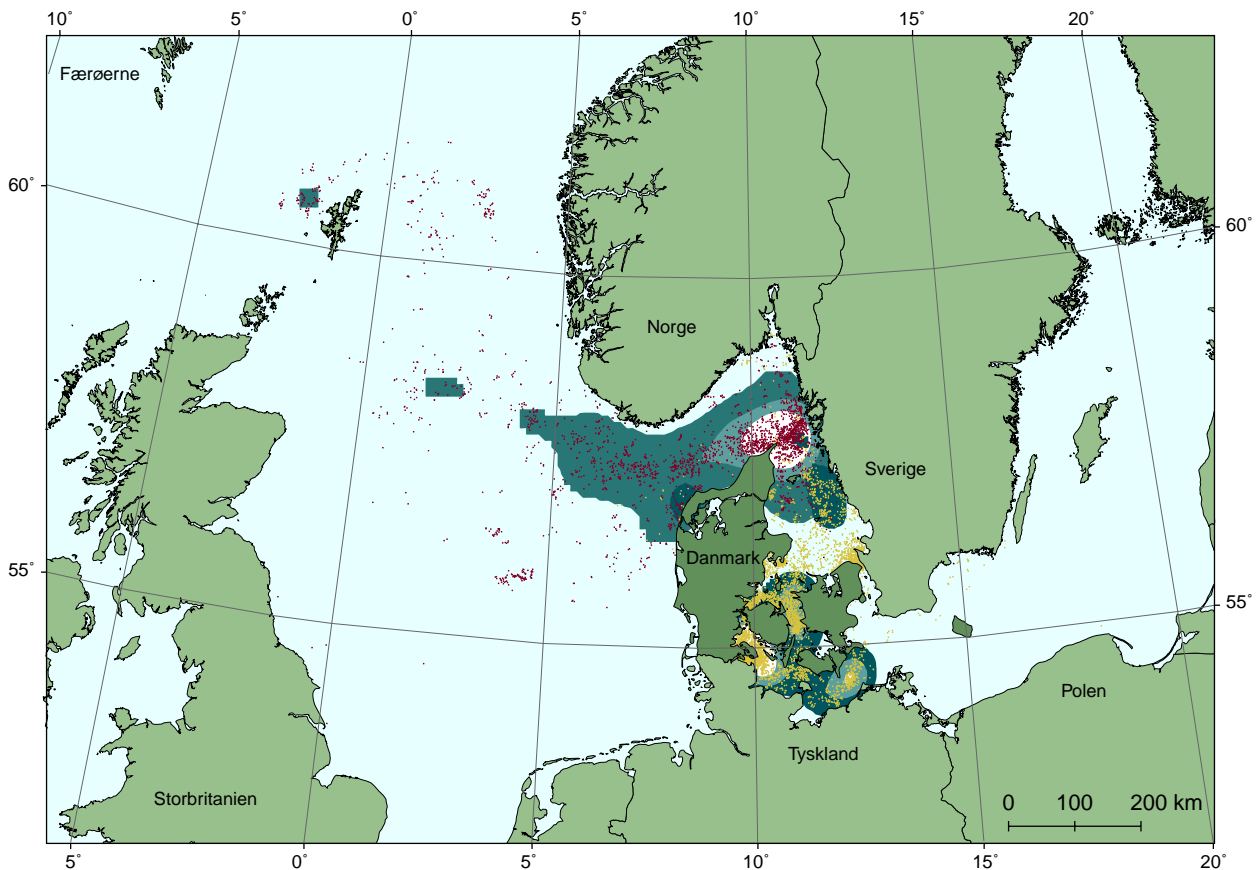 10˚ 5˚ 0˚ 5˚ 10˚ 15˚ 20˚
Færøerne
60˚
60˚
Norge
Sverige
Danmark
55˚
55˚
Polen
Tyskland
Storbritanien
0 100 200 km
5˚ 0˚ 5˚ 10˚ 15˚ 20˚